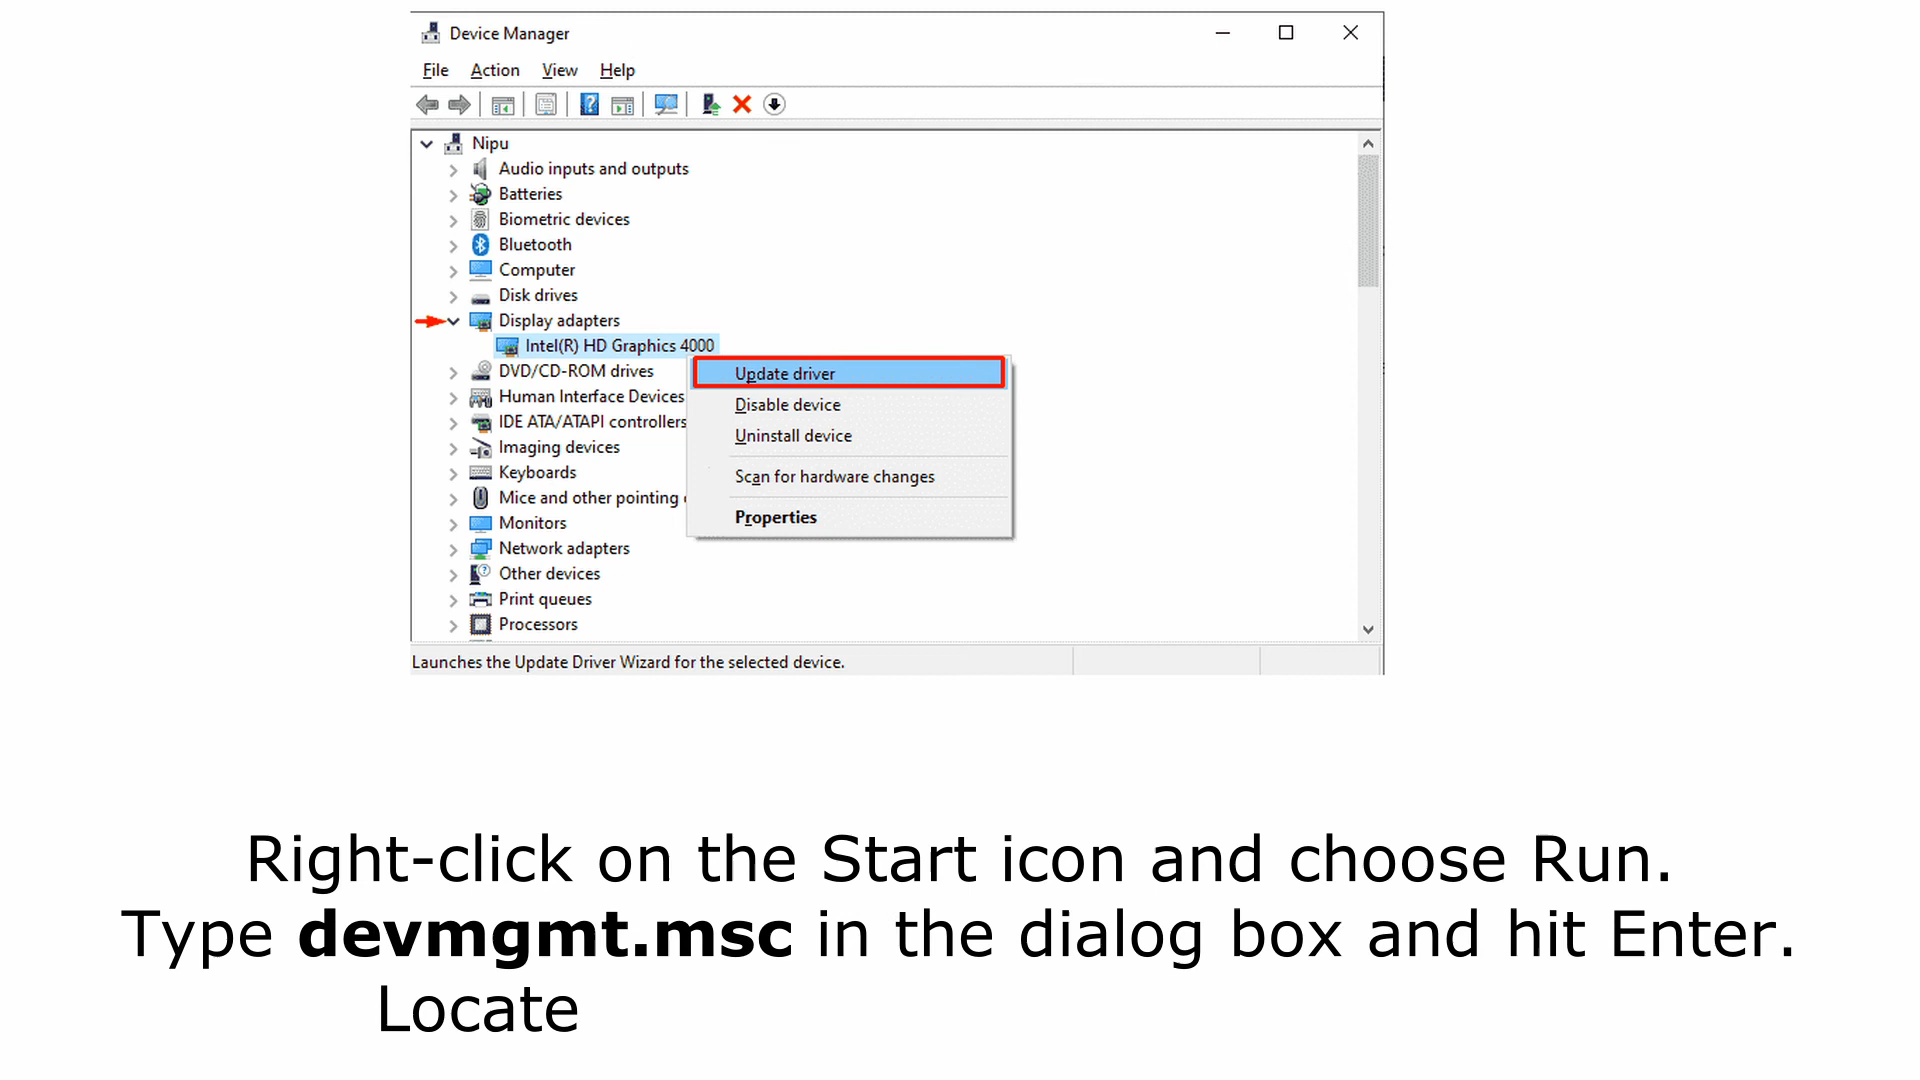 Device Manager
File Action View Help
Nipu
Audio inputs and outputs
Batteries
Biometric devices
Bluetooth
Computer
Disk drives
Display adapters
Intel(R) HD Graphics 4000
DVD/CD-ROM drives
Human Interface Devices
IDE ATA/ATAPI controllers
Imaging devices
Keyboards
Mice and other pointing
Monitors
Network adapters
Other devices
Print queues
Processors
Update driver
Disable device
Uninstall device
Scan for hardware changes
Properties
Launches the Update Driver Wizard for the selected device.
Right-click on the Start icon and choose Run.
Type devmgmt.msc in the dialog box and hit Enter.
Locate